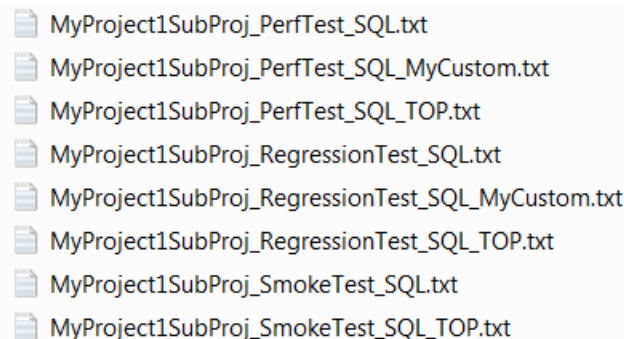 MyProject1SubProj_PerfTest_SQL.txt
MyProject1SubProj_PerfTest_SQL_MyCustom.txt
MyProject1SubProj_PerfTest_SQL_TOP.txt
MyProject1SubProj_RegressionTest_SQL.txt
MyProject1SubProj_RegressionTest_SQL_MyCustom.txt
MyProject1SubProj_RegressionTest_SQL_TOP.txt
MyProject1SubProj_SmokeTest_SQL.txt
MyProject1SubProj_SmokeTest_SQL_TOP.txt